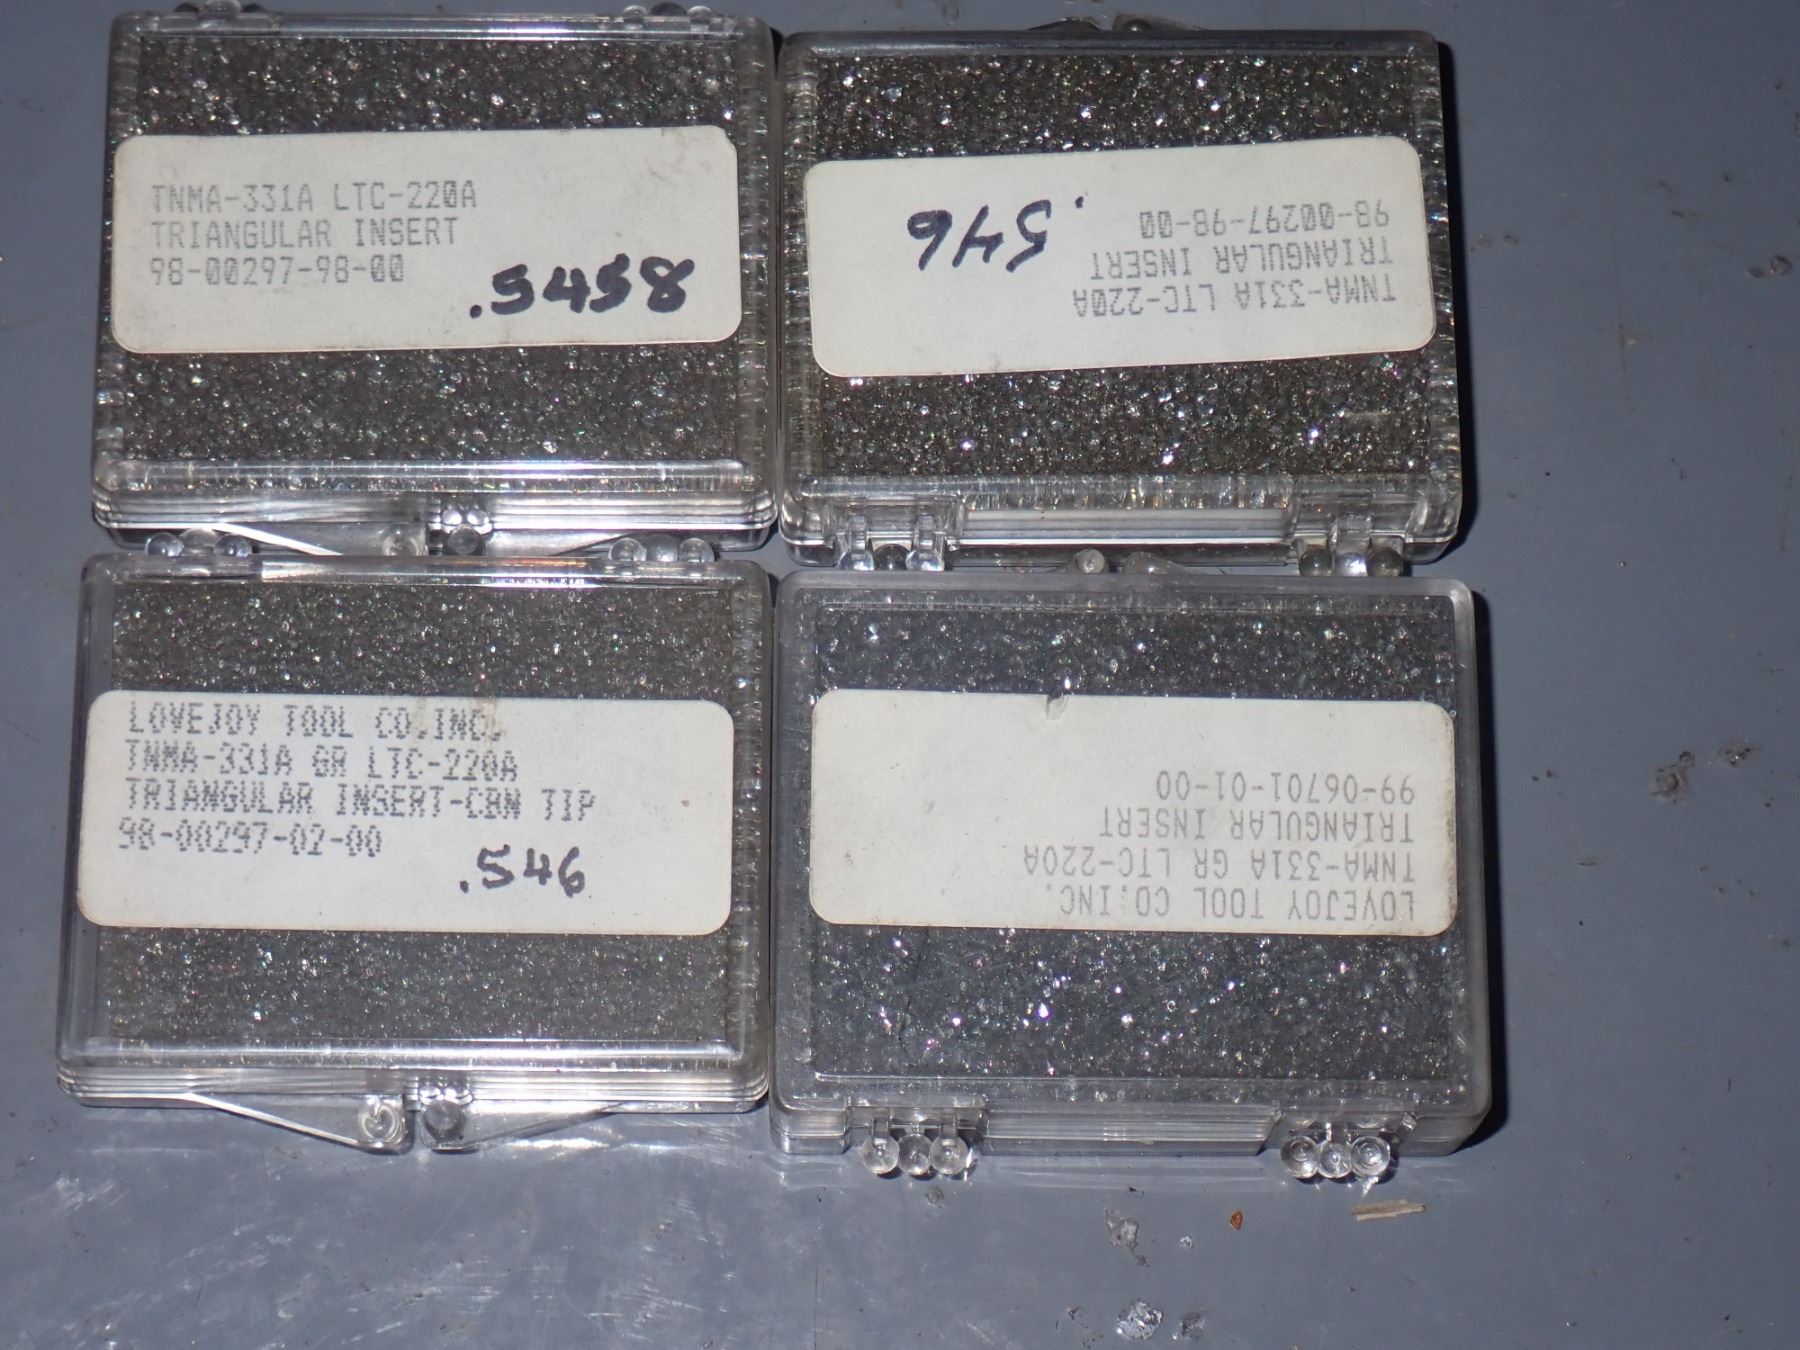 TNMA-331A LTC-220A
TRIANGULAR INSERT
98-00297-98-00
.5458
TNMA-331A LTC-220A
TRIANGULAR INSERT
98-00297-98-00
.546
LOVEJOY TOOL CO.INC.
TNMA-331A GR LTC-220A
TRIANGULAR INSERT-CBN TIP
98-00297-02-00
.546
LOVEJOY TOOL CO.INC.
TNMA-331A GR LTC-220A
TRIANGULAR INSERT
99-06701-01-00